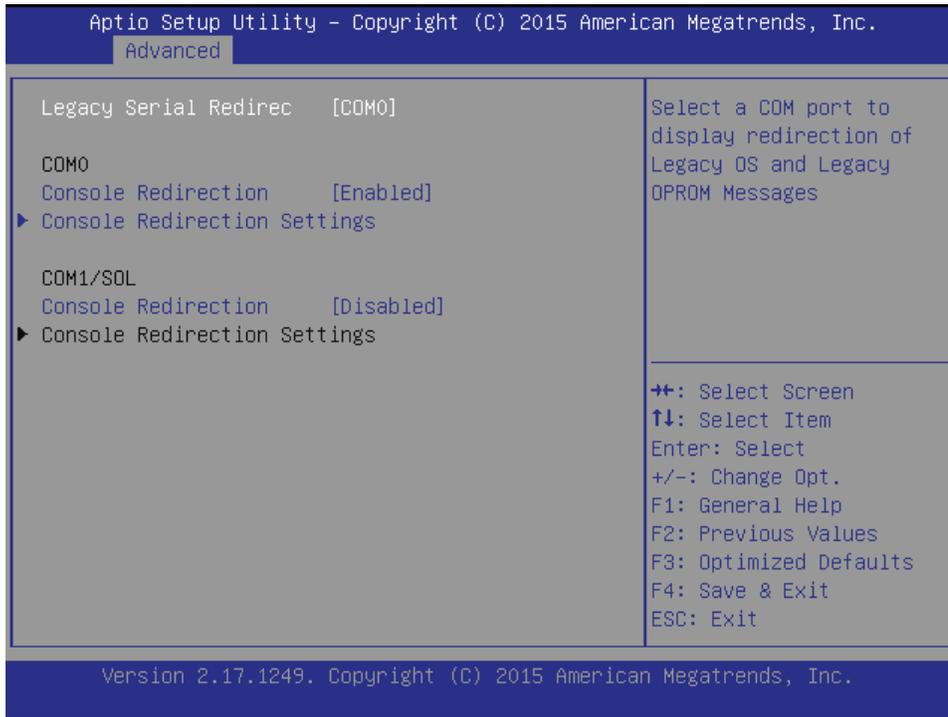 Aptio Setup Utility – Copyright (C) 2015 American Megatrends, Inc.
Advanced
Legacy Serial Redirec [COM0]
COM0
Console Redirection [Enabled]
▶ Console Redirection Settings
COM1/SOL
Console Redirection [Disabled]
▶ Console Redirection Settings
Select a COM port to
display redirection of
Legacy OS and Legacy
OPROM Messages
→←: Select Screen
↑↓: Select Item
Enter: Select
+/-: Change Opt.
F1: General Help
F2: Previous Values
F3: Optimized Defaults
F4: Save & Exit
ESC: Exit
Version 2.17.1249. Copyright (C) 2015 American Megatrends, Inc.